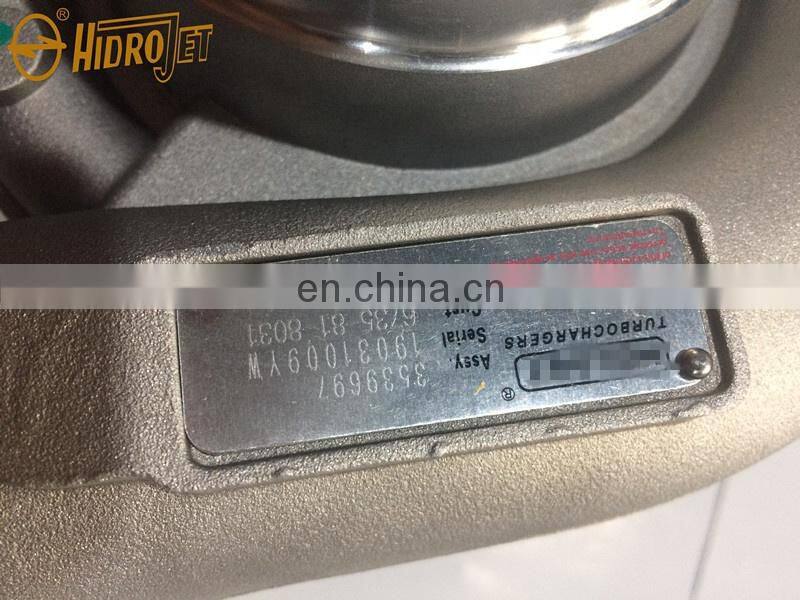 ® HIDROJET
en.china.cn
®
TURBOCHARGERS
Assy. 3539697
Serial 19031009YW
Cust 6735 81 8031